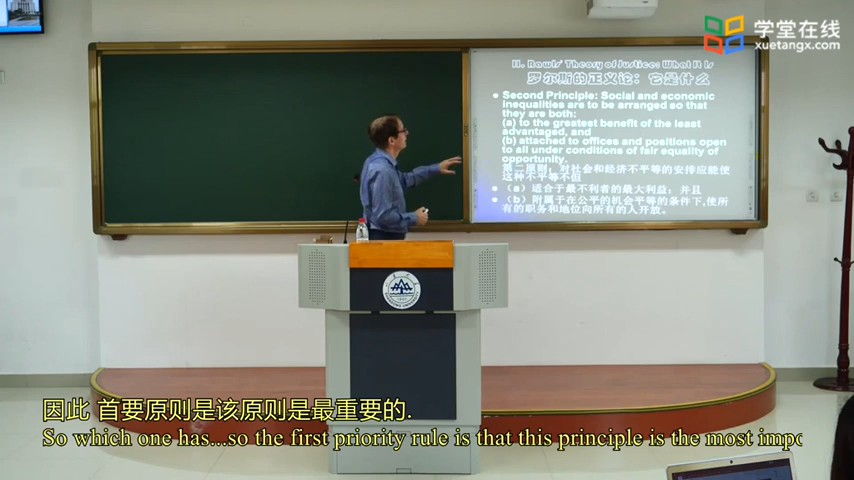 学堂在线
xuetangx.com
II. Rawls' Theory of Justice: What It Is
罗尔斯的正义论：它是什么
● Second Principle: Social and economic
inequalities are to be arranged so that
they are both:
(a) to the greatest benefit of the least
advantaged, and
(b) attached to offices and positions open
to all under conditions of fair equality of
opportunity.
第二原则：对社会和经济不平等的安排应能使
这种不平等不但
● （a）适合于最不利者的最大利益；并且
● （b）附属于在公平的机会平等的条件下,使所
有的职务和地位向所有的人开放。
因此 首要原则是该原则是最重要的.
So which one has...so the first priority rule is that this principle is the most impo